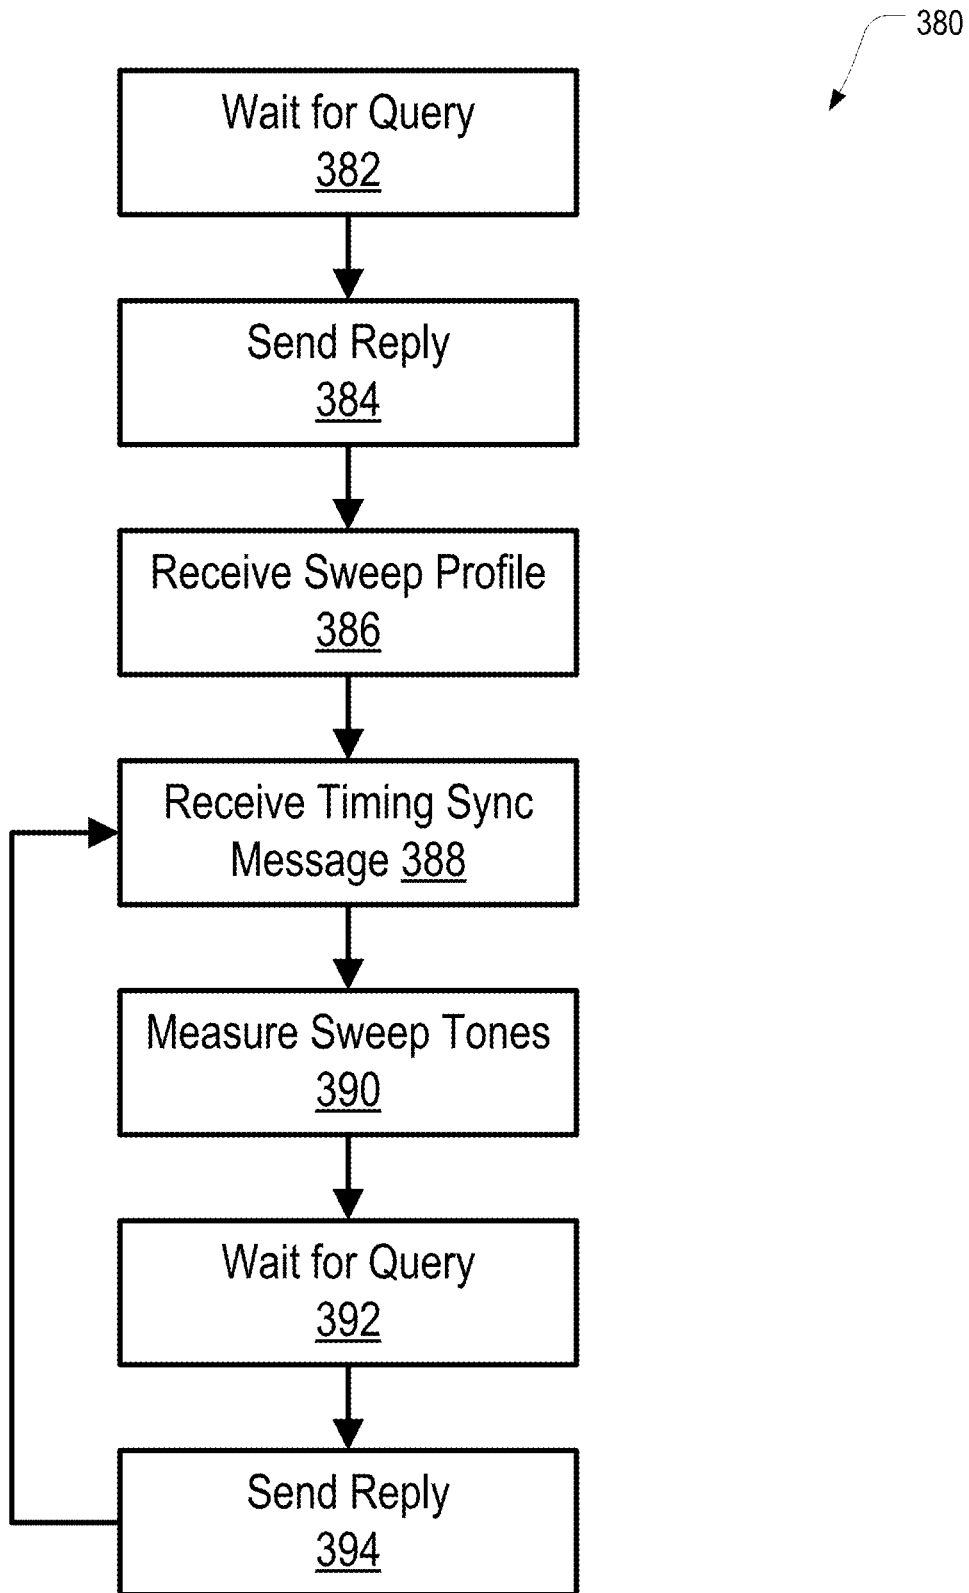 380
Wait for Query
382
Send Reply
384
Receive Sweep Profile
386
Receive Timing Sync
Message 388
Measure Sweep Tones
390
Wait for Query
392
Send Reply
394